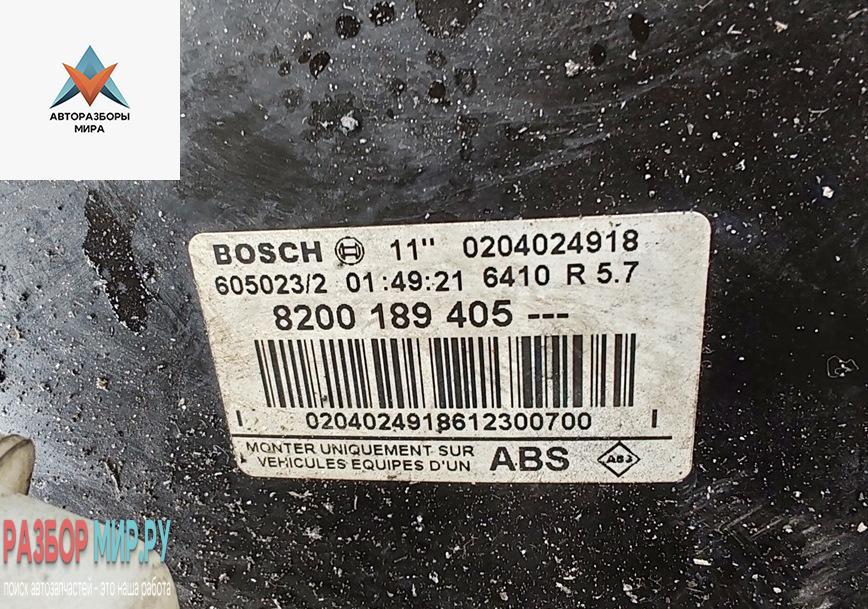 АВТОРАЗБОРЫ
МИРА
BOSCH 11" 0204024918
605023/2 01:49:21 6410 R 5.7
8200 189 405 ---
I 0204024918612300700 I
MONTER UNIQUEMENT SUR
VEHICULES EQUIPES D'UN ABS
РАЗБОР МИР.РУ
поиск автозапчастей - это наша работа